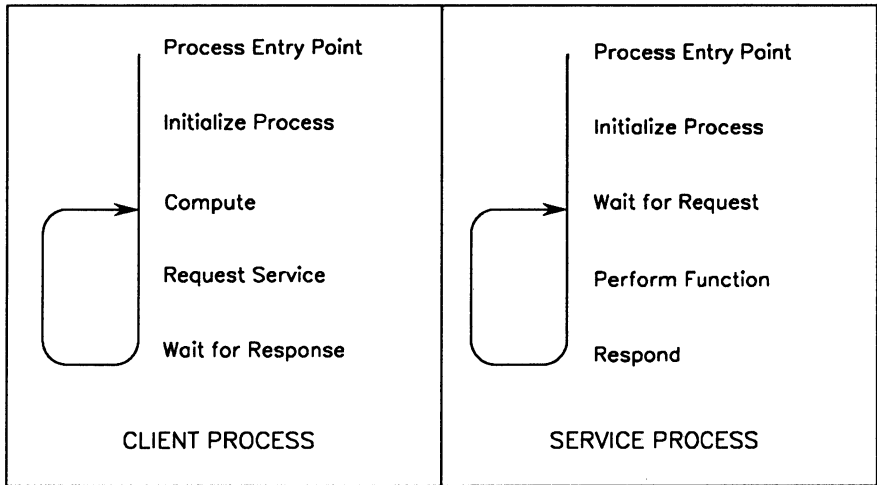 Process Entry Point
Initialize Process
Compute
Request Service
Wait for Response
CLIENT PROCESS
Process Entry Point
Initialize Process
Wait for Request
Perform Function
Respond
SERVICE PROCESS